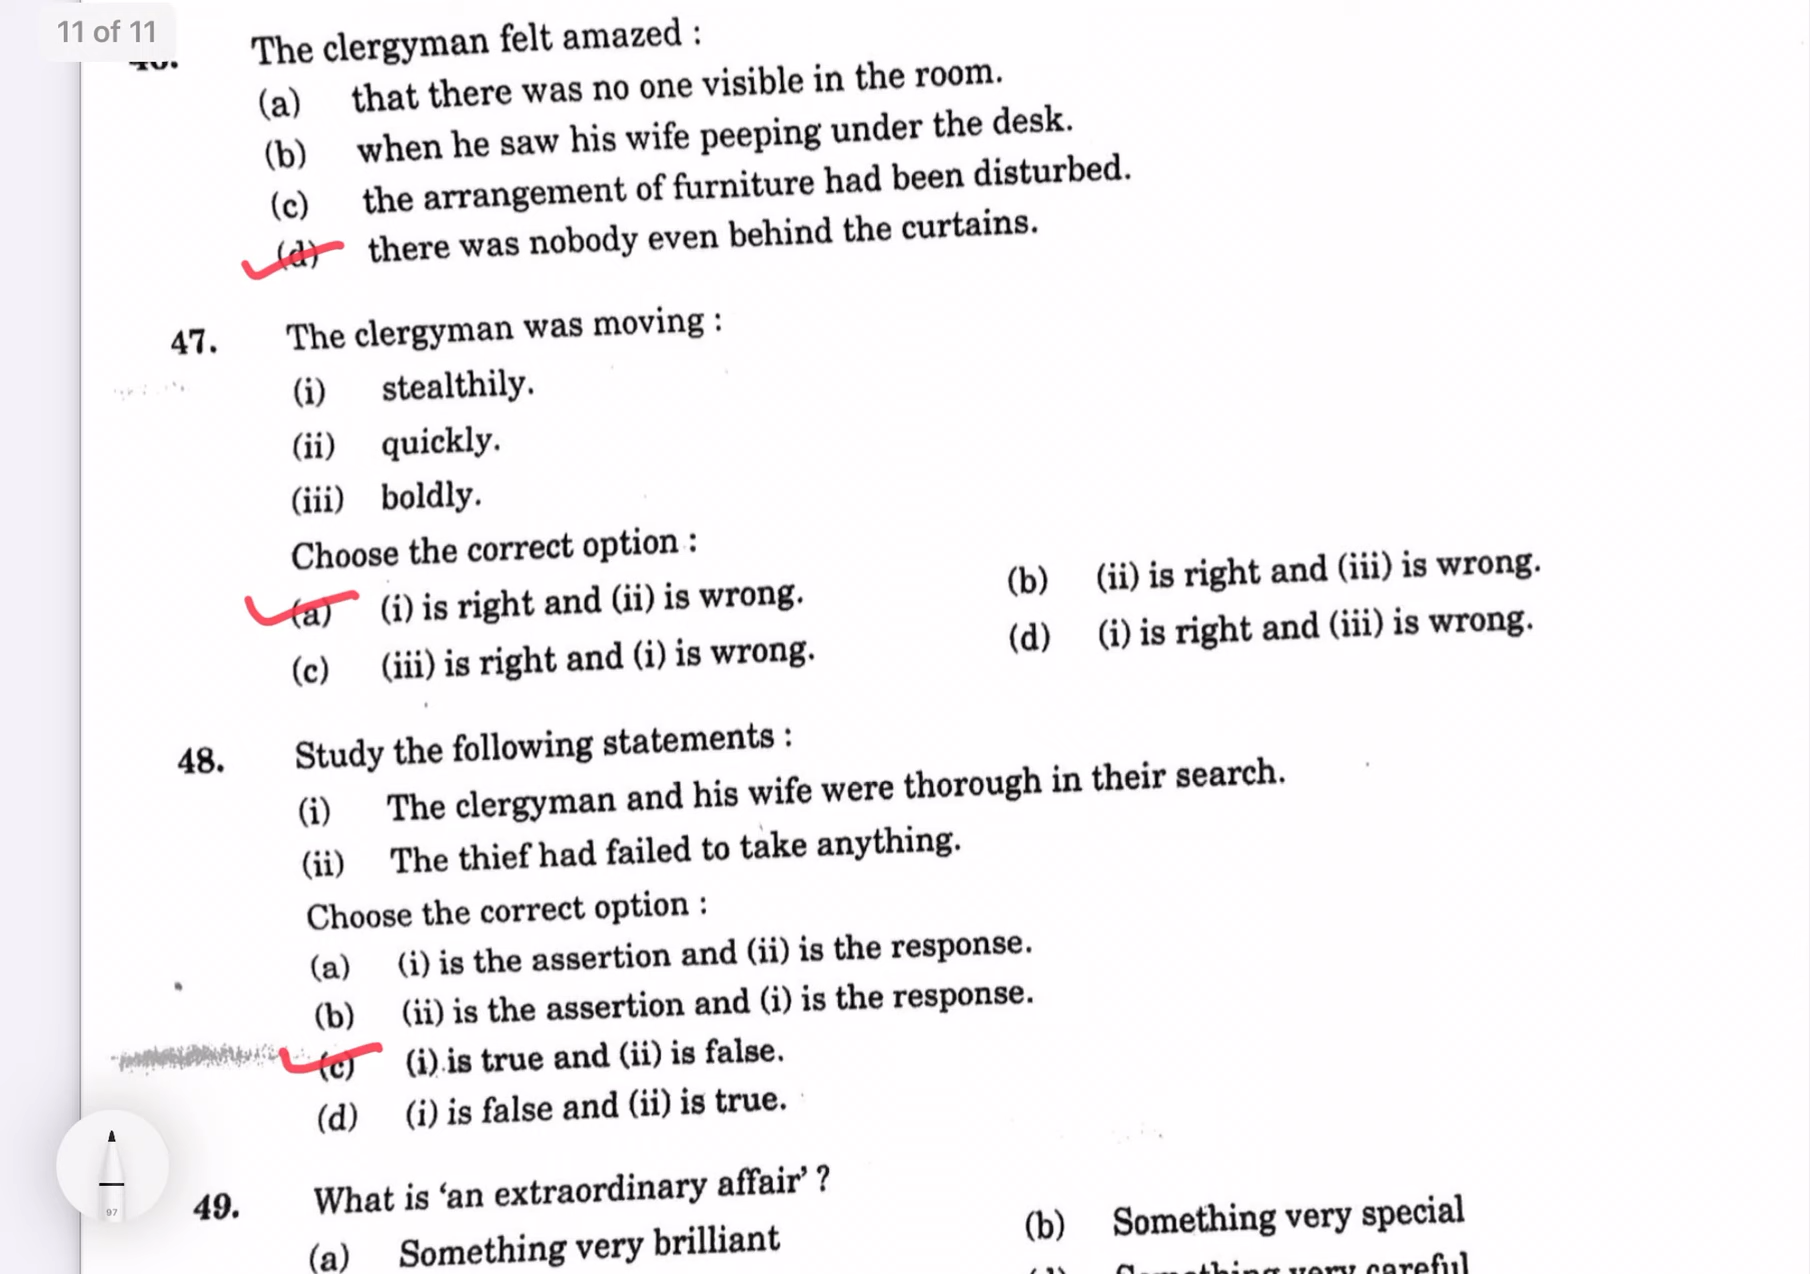 11 of 11
The clergyman felt amazed :
(a) that there was no one visible in the room.
(b) when he saw his wife peeping under the desk.
(c) the arrangement of furniture had been disturbed.
(d) there was nobody even behind the curtains.
47. The clergyman was moving :
(i) stealthily.
(ii) quickly.
(iii) boldly.
Choose the correct option :
(a) (i) is right and (ii) is wrong. (b) (ii) is right and (iii) is wrong.
(c) (iii) is right and (i) is wrong. (d) (i) is right and (iii) is wrong.
48. Study the following statements :
(i) The clergyman and his wife were thorough in their search.
(ii) The thief had failed to take anything.
Choose the correct option :
(a) (i) is the assertion and (ii) is the response.
(b) (ii) is the assertion and (i) is the response.
(c) (i) is true and (ii) is false.
(d) (i) is false and (ii) is true.
97
49. What is ‘an extraordinary affair’ ?
(a) Something very brilliant (b) Something very special
Something very careful